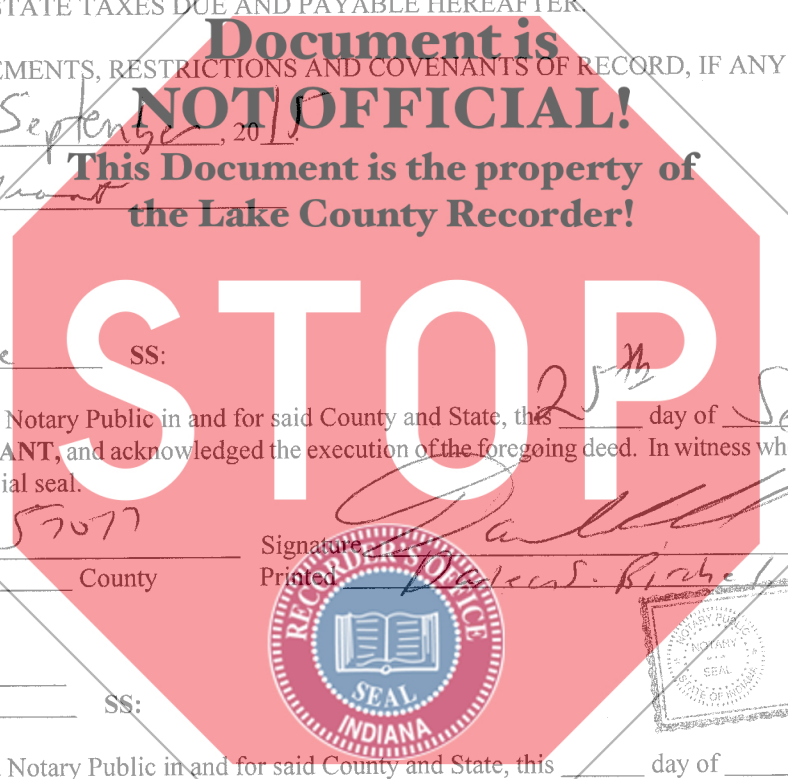 STATE TAXES DUE AND PAYABLE HEREAFTER.
Document is
EMENTS, RESTRICTIONS AND COVENANTS OF RECORD, IF ANY
NOT OFFICIAL!
September, 2015.
This Document is the property of
the Lake County Recorder!
STOP
SS:
Notary Public in and for said County and State, this 25th day of Se
ANT, and acknowledged the execution of the foregoing deed. In witness wh
ial seal.
57077
Signature
County
Printed
RECORDER'S OFFICE
SEAL
INDIANA
NOTARY PUBLIC
NOTARY
SEAL
STATE OF INDIANA
SS:
Notary Public in and for said County and State, this day of